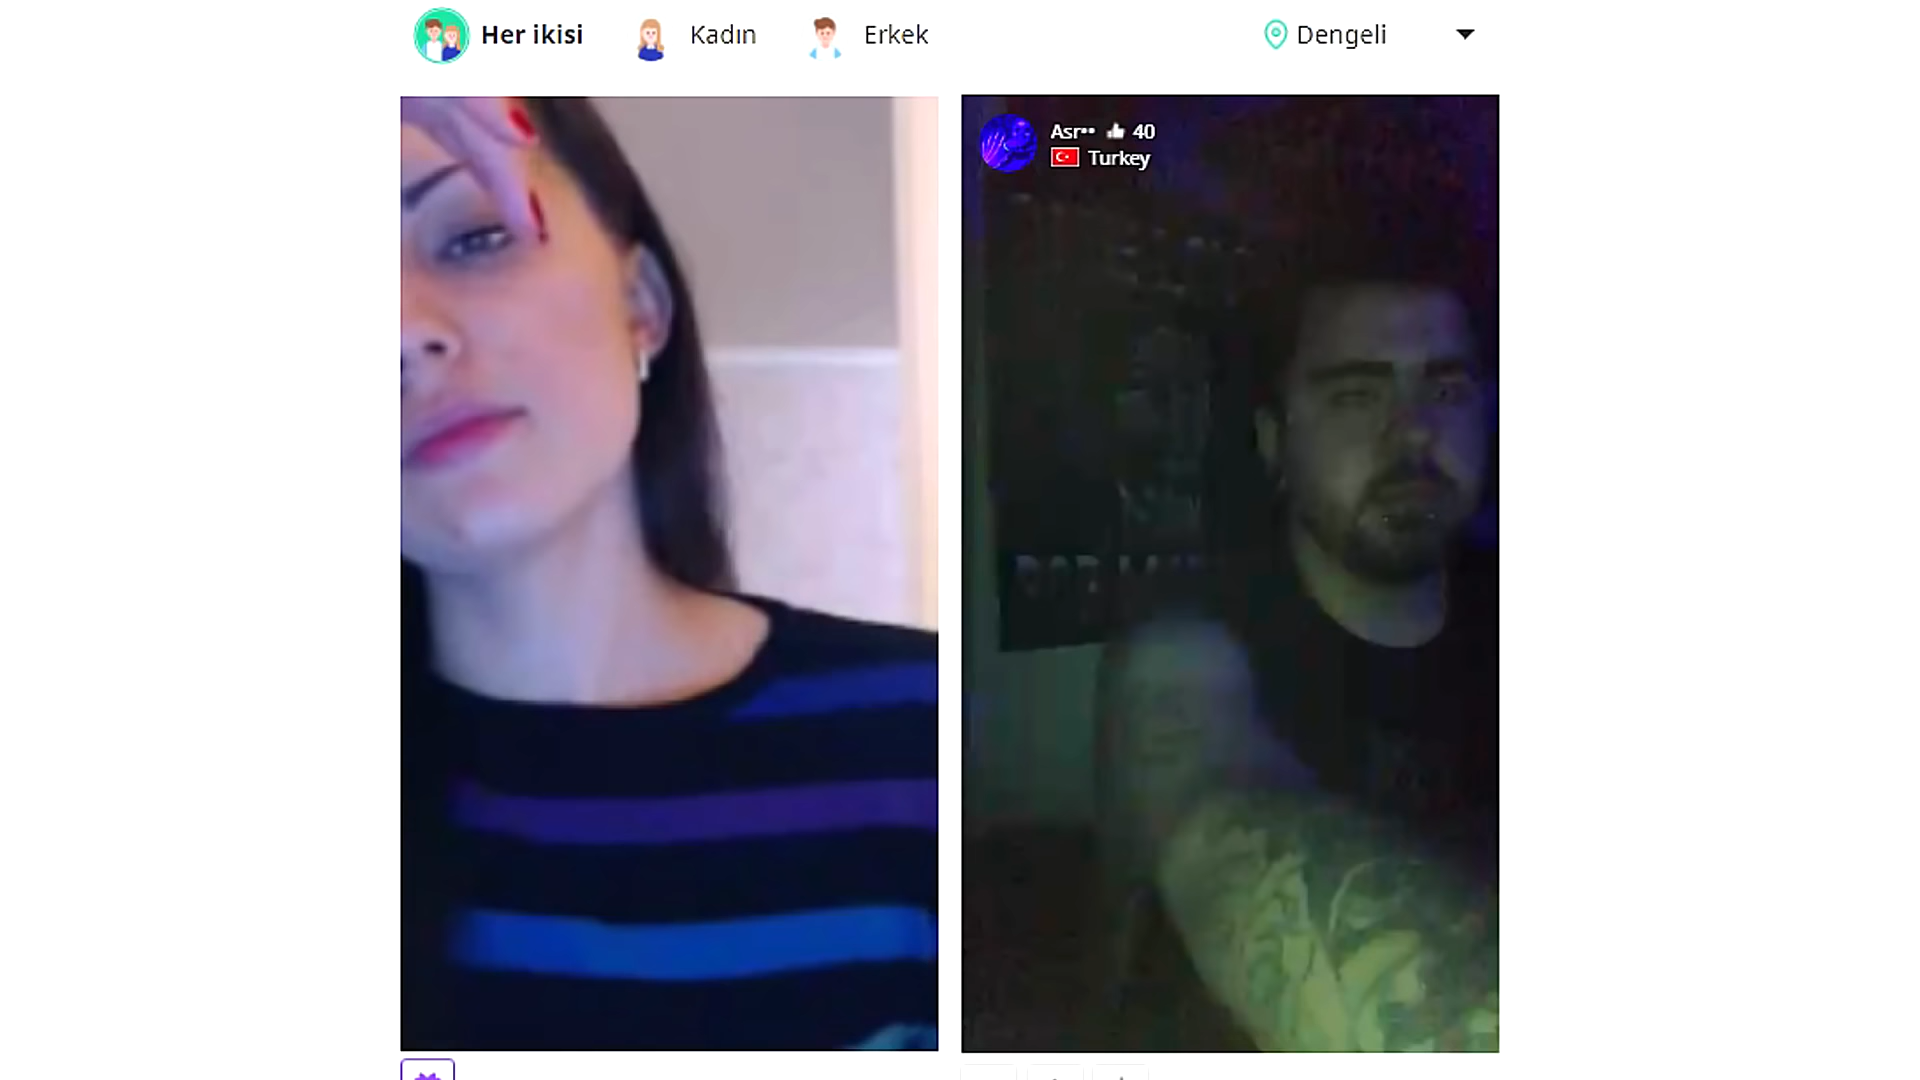 Her ikisi
Kadın
Erkek
Dengeli
Asr•• 40
Turkey